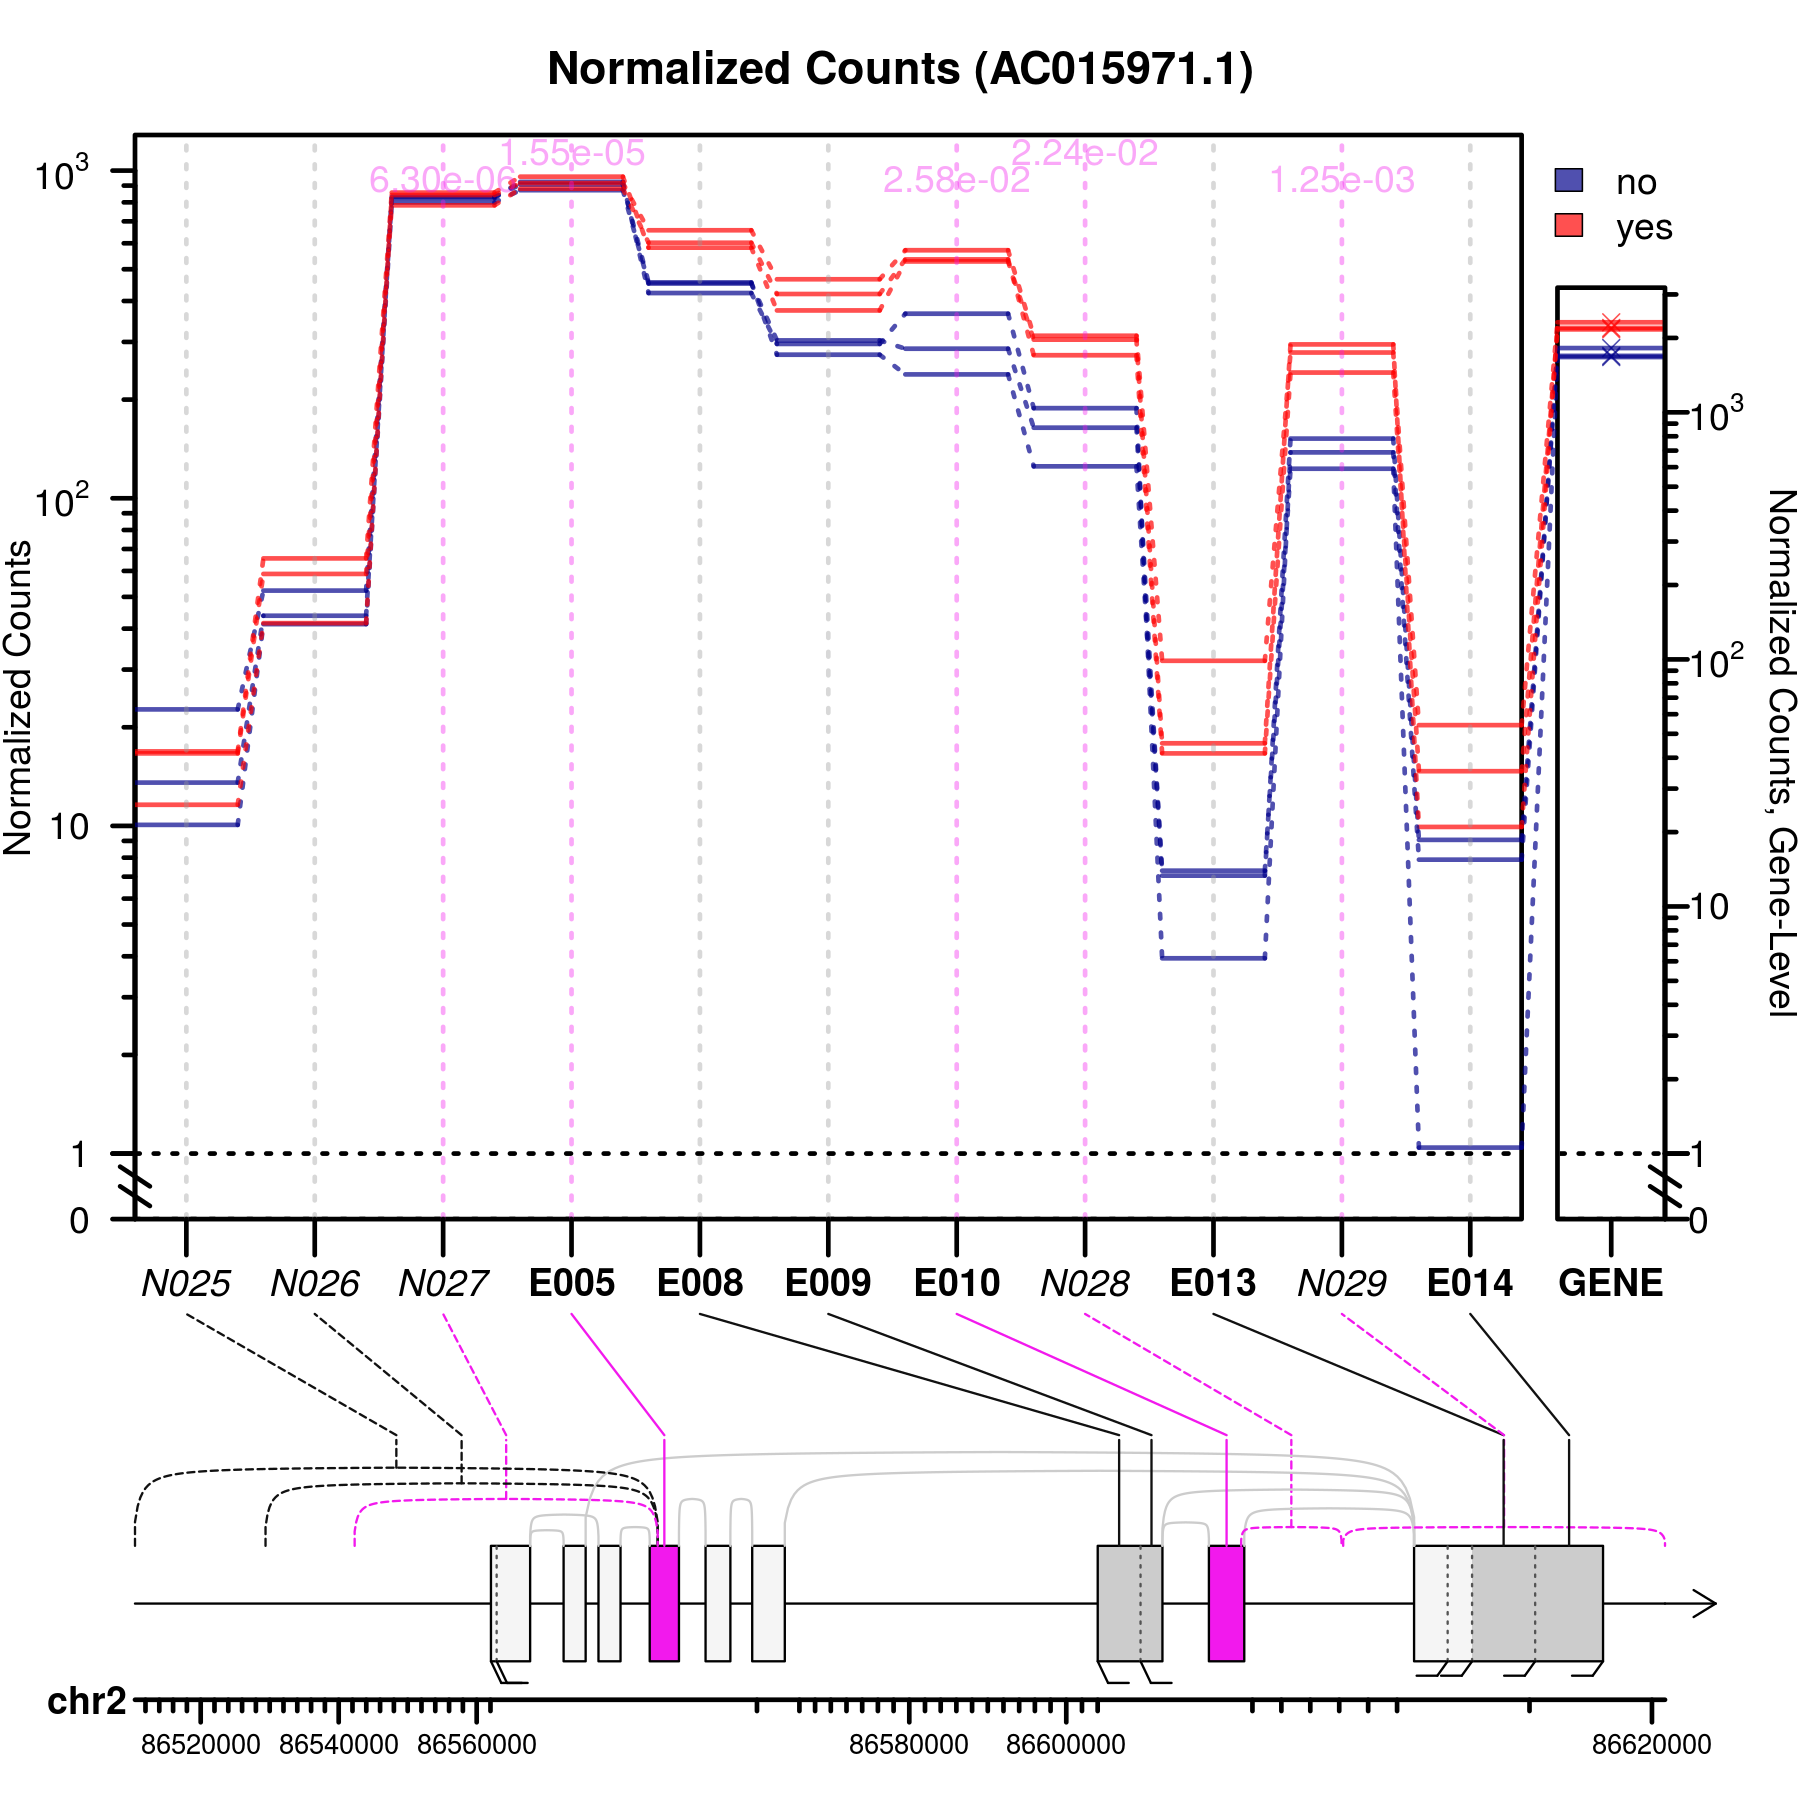 Normalized Counts (AC015971.1)
1.55e-05
2.24e-02
6.30e-06
2.58e-02
1.25e-03
no
yes
Normalized Counts
10³
10²
10
1
0
Normalized Counts, Gene-Level
10³
10²
10
1
0
N025 N026 N027 E005 E008 E009 E010 N028 E013 N029 E014 GENE
chr2
86520000 86540000 86560000 86580000 86600000 86620000